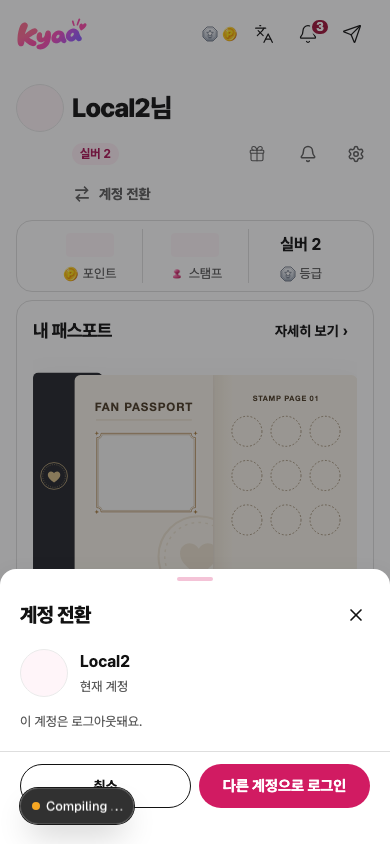 kyaa
3
Local2님
실버 2
계정 전환
실버 2
포인트
스탬프
등급
내 패스포트
자세히 보기 ›
FAN PASSPORT
STAMP PAGE 01
계정 전환
Local2
현재 계정
이 계정은 로그아웃돼요.
다른 계정으로 로그인
Compiling ...